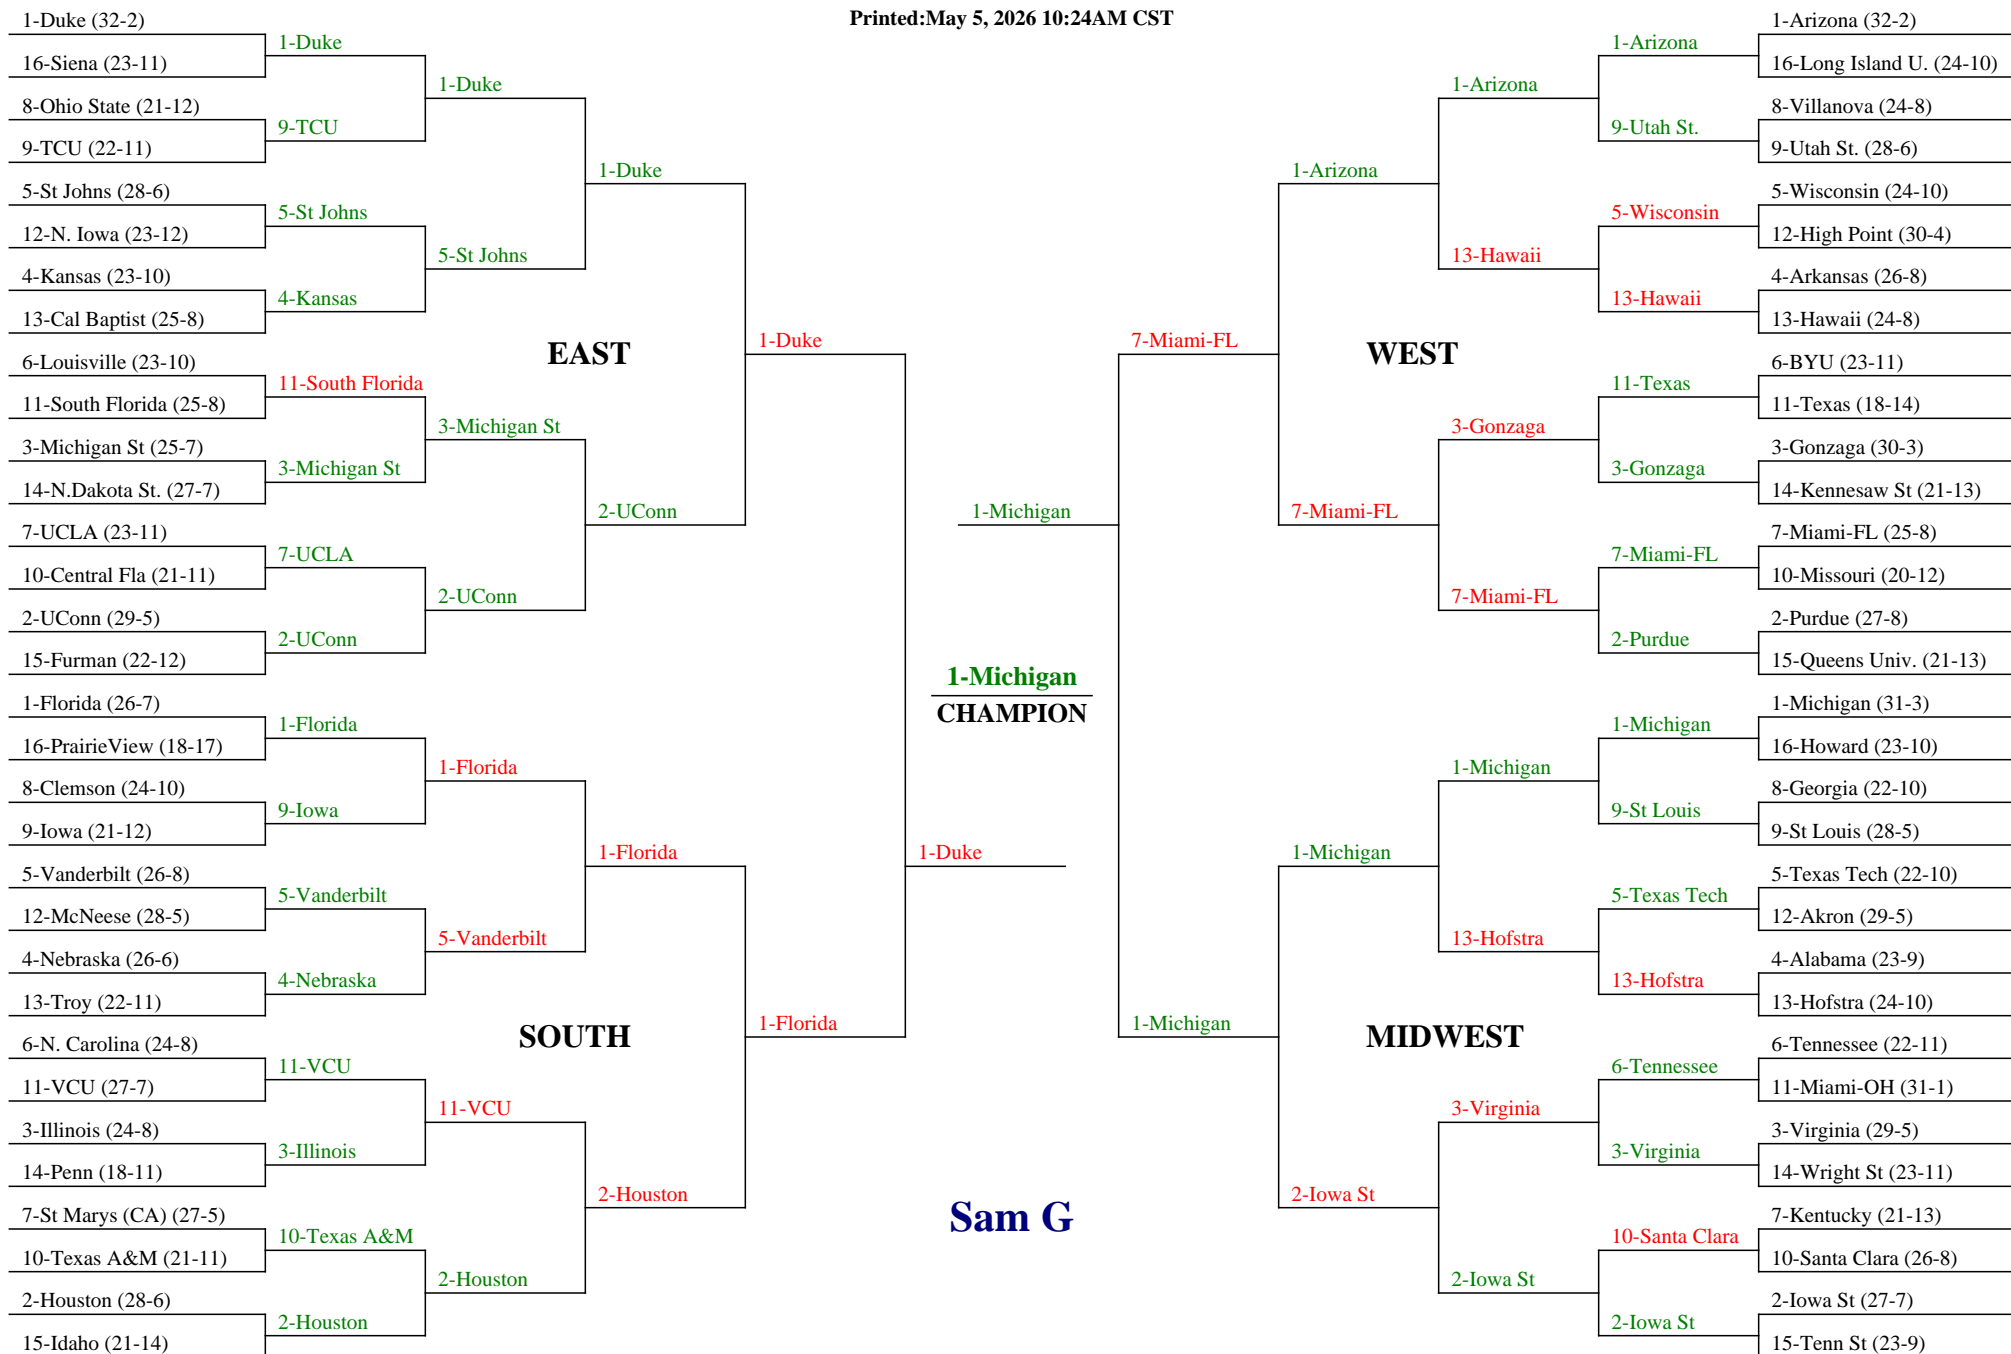 Printed:May 5, 2026 10:24AM CST
1-Duke (32-2)
16-Siena (23-11)
8-Ohio State (21-12)
9-TCU (22-11)
5-St Johns (28-6)
12-N. Iowa (23-12)
4-Kansas (23-10)
13-Cal Baptist (25-8)
6-Louisville (23-10)
11-South Florida (25-8)
3-Michigan St (25-7)
14-N.Dakota St. (27-7)
7-UCLA (23-11)
10-Central Fla (21-11)
2-UConn (29-5)
15-Furman (22-12)
1-Florida (26-7)
16-PrairieView (18-17)
8-Clemson (24-10)
9-Iowa (21-12)
5-Vanderbilt (26-8)
12-McNeese (28-5)
4-Nebraska (26-6)
13-Troy (22-11)
6-N. Carolina (24-8)
11-VCU (27-7)
3-Illinois (24-8)
14-Penn (18-11)
7-St Marys (CA) (27-5)
10-Texas A&M (21-11)
2-Houston (28-6)
15-Idaho (21-14)
1-Duke
9-TCU
5-St Johns
4-Kansas
11-South Florida
3-Michigan St
7-UCLA
2-UConn
1-Florida
9-Iowa
5-Vanderbilt
4-Nebraska
11-VCU
3-Illinois
10-Texas A&M
2-Houston
1-Duke
5-St Johns
3-Michigan St
2-UConn
1-Florida
5-Vanderbilt
11-VCU
2-Houston
1-Duke
EAST
2-UConn
1-Florida
SOUTH
2-Houston
1-Duke
1-Florida
1-Duke
1-Michigan
1-Michigan
CHAMPION
Sam G
7-Miami-FL
1-Michigan
1-Arizona
WEST
7-Miami-FL
1-Michigan
MIDWEST
2-Iowa St
1-Arizona
13-Hawaii
3-Gonzaga
7-Miami-FL
1-Michigan
13-Hofstra
3-Virginia
2-Iowa St
1-Arizona
9-Utah St.
5-Wisconsin
13-Hawaii
11-Texas
3-Gonzaga
7-Miami-FL
2-Purdue
1-Michigan
9-St Louis
5-Texas Tech
13-Hofstra
6-Tennessee
3-Virginia
10-Santa Clara
2-Iowa St
1-Arizona (32-2)
16-Long Island U. (24-10)
8-Villanova (24-8)
9-Utah St. (28-6)
5-Wisconsin (24-10)
12-High Point (30-4)
4-Arkansas (26-8)
13-Hawaii (24-8)
6-BYU (23-11)
11-Texas (18-14)
3-Gonzaga (30-3)
14-Kennesaw St (21-13)
7-Miami-FL (25-8)
10-Missouri (20-12)
2-Purdue (27-8)
15-Queens Univ. (21-13)
1-Michigan (31-3)
16-Howard (23-10)
8-Georgia (22-10)
9-St Louis (28-5)
5-Texas Tech (22-10)
12-Akron (29-5)
4-Alabama (23-9)
13-Hofstra (24-10)
6-Tennessee (22-11)
11-Miami-OH (31-1)
3-Virginia (29-5)
14-Wright St (23-11)
7-Kentucky (21-13)
10-Santa Clara (26-8)
2-Iowa St (27-7)
15-Tenn St (23-9)